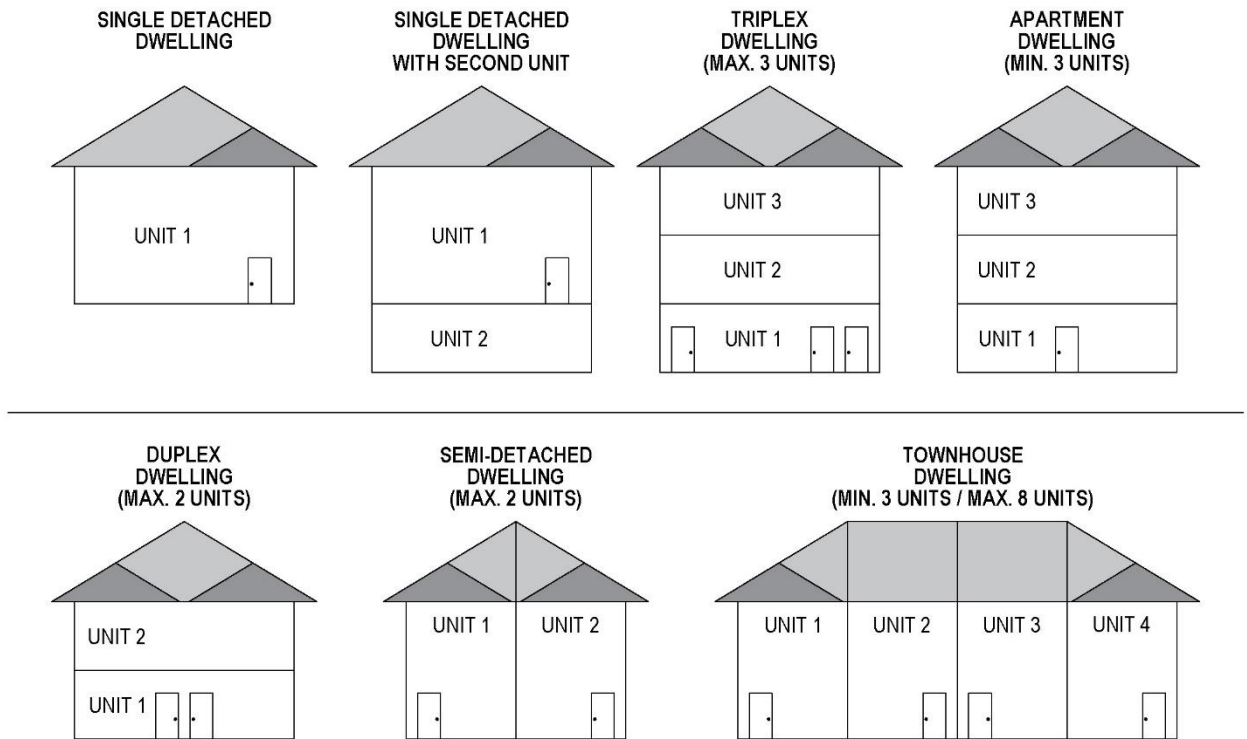 SINGLE DETACHED
DWELLING
UNIT 1
SINGLE DETACHED
DWELLING
WITH SECOND UNIT
UNIT 1
UNIT 2
TRIPLEX
DWELLING
(MAX. 3 UNITS)
UNIT 3
UNIT 2
UNIT 1
APARTMENT
DWELLING
(MIN. 3 UNITS)
UNIT 3
UNIT 2
UNIT 1
DUPLEX
DWELLING
(MAX. 2 UNITS)
UNIT 2
UNIT 1
SEMI-DETACHED
DWELLING
(MAX. 2 UNITS)
UNIT 1
UNIT 2
TOWNHOUSE
DWELLING
(MIN. 3 UNITS / MAX. 8 UNITS)
UNIT 1
UNIT 2
UNIT 3
UNIT 4